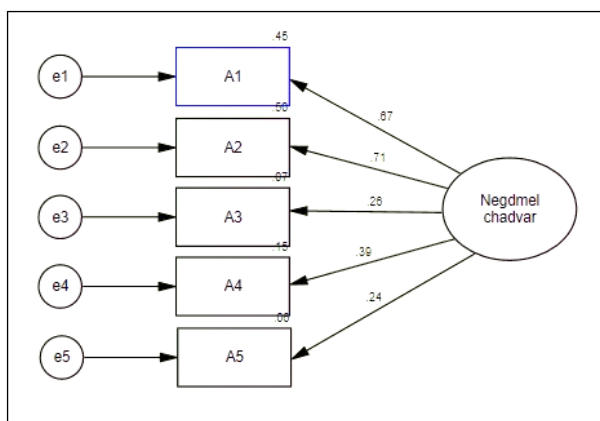 .45
e1
A1
.67
.50
e2
A2
.71
.07
e3
A3
.26
Negdmel
chadvar
.15
e4
A4
.39
.06
e5
A5
.24